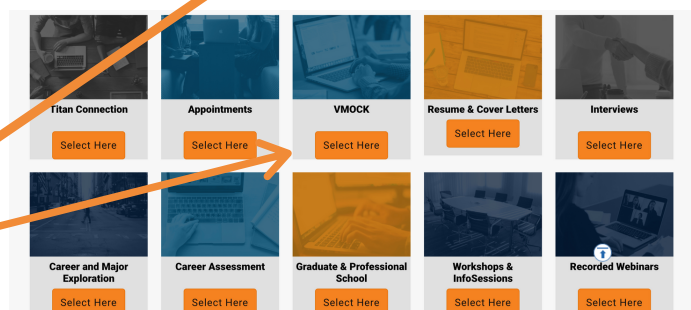 Titan Connection
Select Here
Appointments
Select Here
VMOCK
Select Here
Resume & Cover Letters
Select Here
Interviews
Select Here
Career and Major
Exploration
Select Here
Career Assessment
Select Here
Graduate & Professional
School
Select Here
Workshops &
InfoSessions
Select Here
Recorded Webinars
Select Here